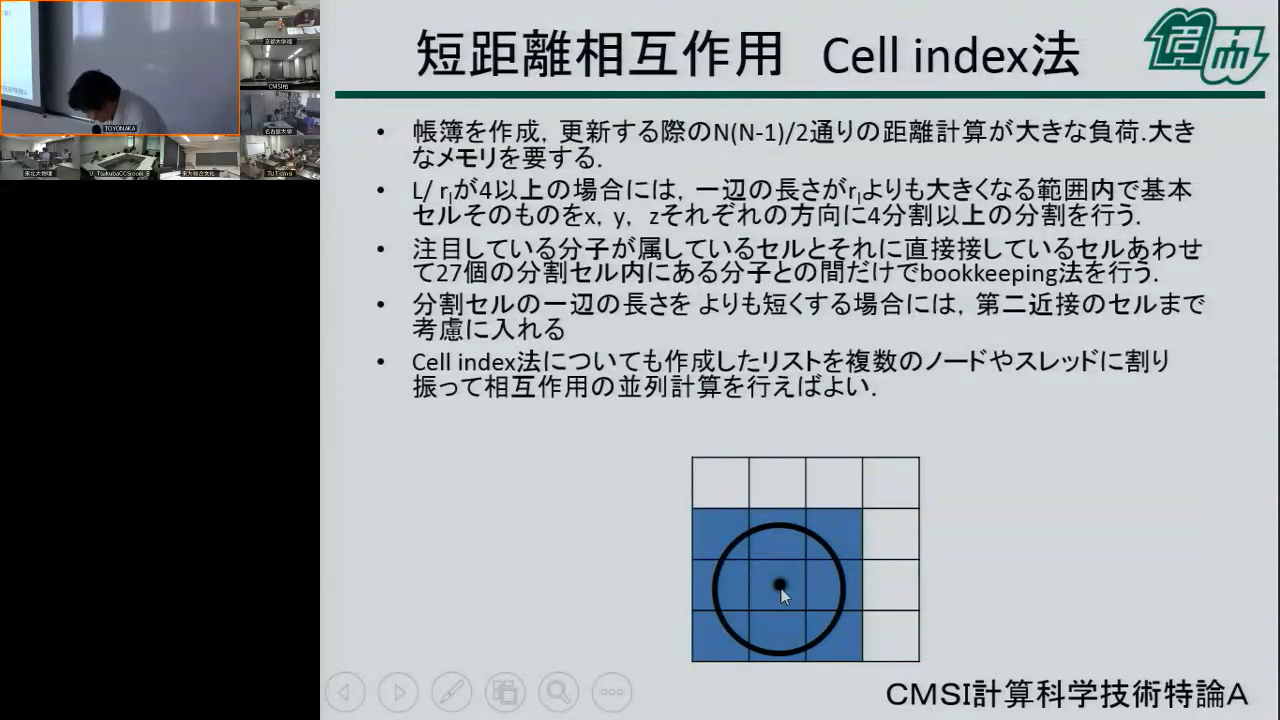 短距離相互作用 Cell index法
帳簿を作成, 更新する際のN(N-1)/2通りの距離計算が大きな負荷.大き
なメモリを要する.
L/ rlが4以上の場合には, 一辺の長さがrlよりも大きくなる範囲内で基本
セルそのものをx, y, zそれぞれの方向に4分割以上の分割を行う.
注目している分子が属しているセルとそれに直接接しているセルあわせ
て27個の分割セル内にある分子との間だけでbookkeeping法を行う.
分割セルの一辺の長さを よりも短くする場合には, 第二近接のセルまで
考慮に入れる
Cell index法についても作成したリストを複数のノードやスレッドに割り
振って相互作用の並列計算を行えばよい.
CMSI計算科学技術特論A
TOYONAKA
京都大学様
CMSI柏
名古屋大学
東北大物理
U_TsukubaCCSroom_B
東大総合文化
TUT cmsi